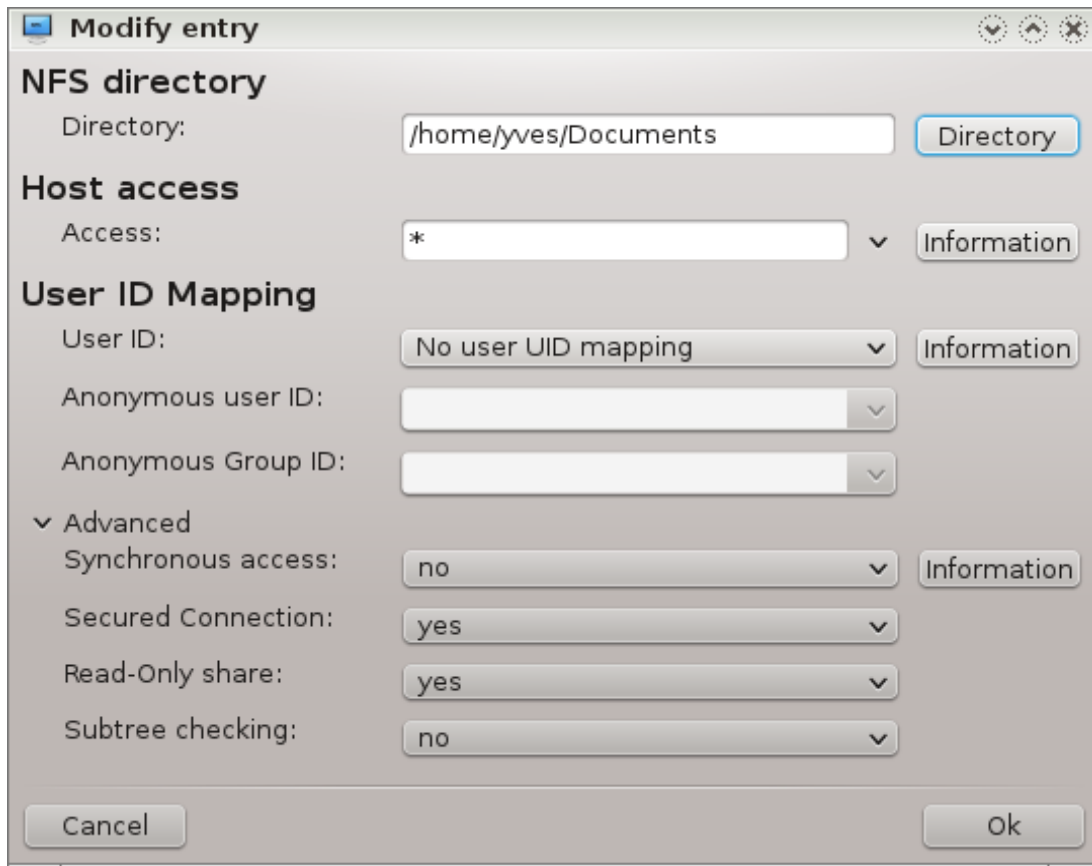 Modify entry
NFS directory
Directory: /home/yves/Documents Directory
Host access
Access: * Information
User ID Mapping
User ID: No user UID mapping Information
Anonymous user ID:
Anonymous Group ID:
Advanced
Synchronous access: no Information
Secured Connection: yes
Read-Only share: yes
Subtree checking: no
Cancel Ok